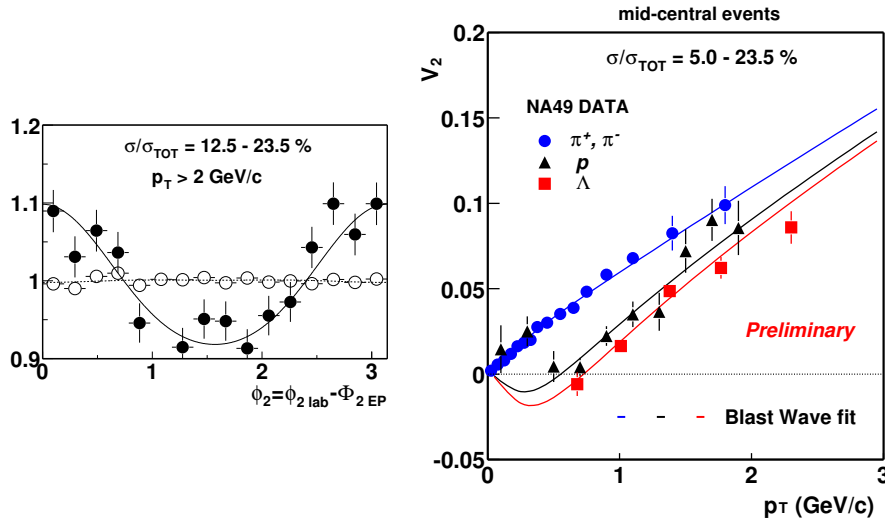 1.2
1.1
1
0.9
σ/σTOT = 12.5 - 23.5 %
pT > 2 GeV/c
0 1 2 3
ϕ2=ϕ2 lab-Φ2 EP
mid-central events
V2
0.2
0.15
0.1
0.05
0
-0.05
σ/σTOT = 5.0 - 23.5 %
NA49 DATA
π+, π-
p
Λ
Preliminary
Blast Wave fit
0 1 2 3
pT (GeV/c)